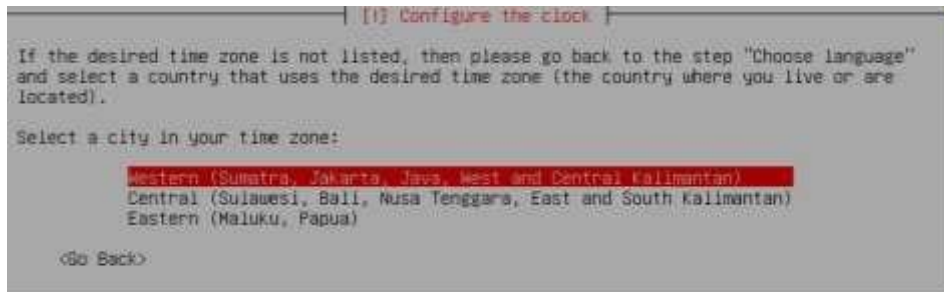 [!] Configure the clock
If the desired time zone is not listed, then please go back to the step "Choose language"
and select a country that uses the desired time zone (the country where you live or are
located).
Select a city in your time zone:
Western (Sumatra, Jakarta, Java, West and Central Kalimantan)
Central (Sulawesi, Bali, Nusa Tenggara, East and South Kalimantan)
Eastern (Maluku, Papua)
<Go Back>